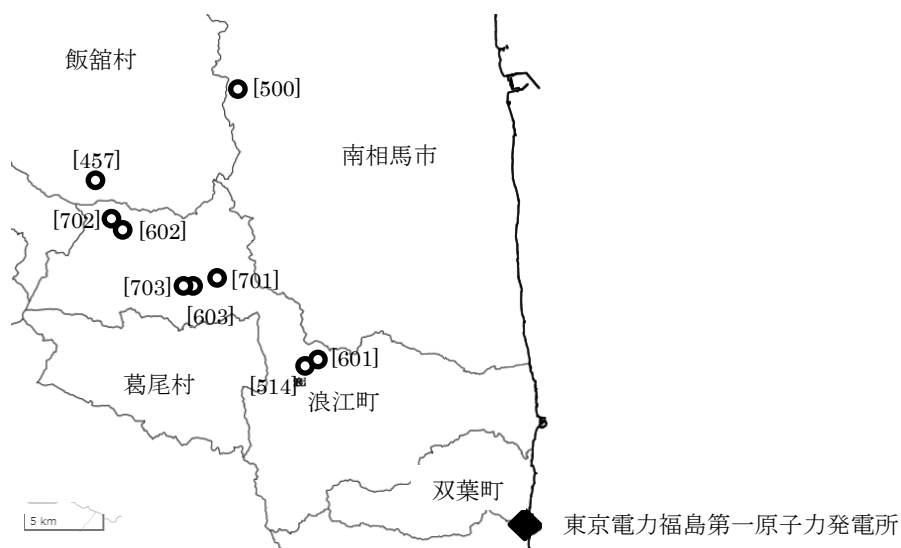 飯舘村
[500]
南相馬市
[457]
[702]
[602]
[701]
[703]
[603]
[601]
[514]
葛尾村
浪江町
双葉町
5 km
東京電力福島第一原子力発電所